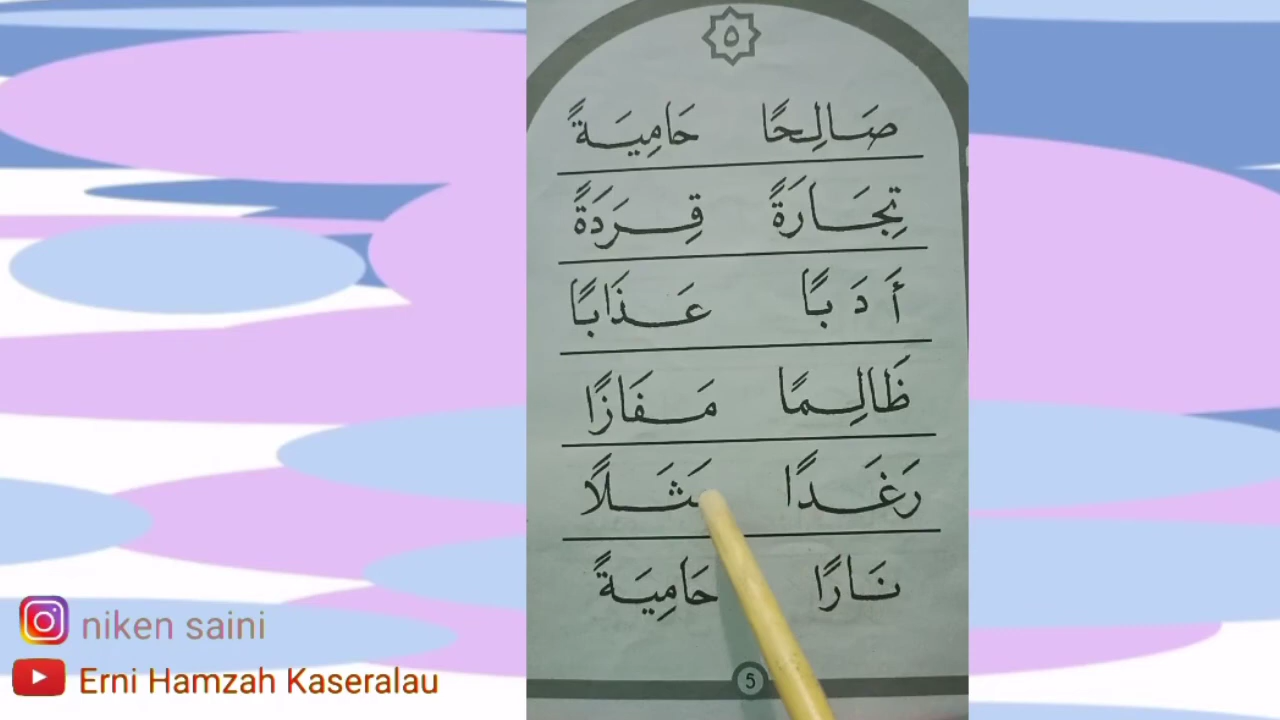 ٥
صَالِحًا حَامِيَةً
تِجَارَةً قِرَدَةً
أَ دَ بًا عَذَابًا
ظَالِمًا مَفَازًا
رَغَدًا مَثَلًا
نَارًا حَامِيَةً
5
niken saini
Erni Hamzah Kaseralau